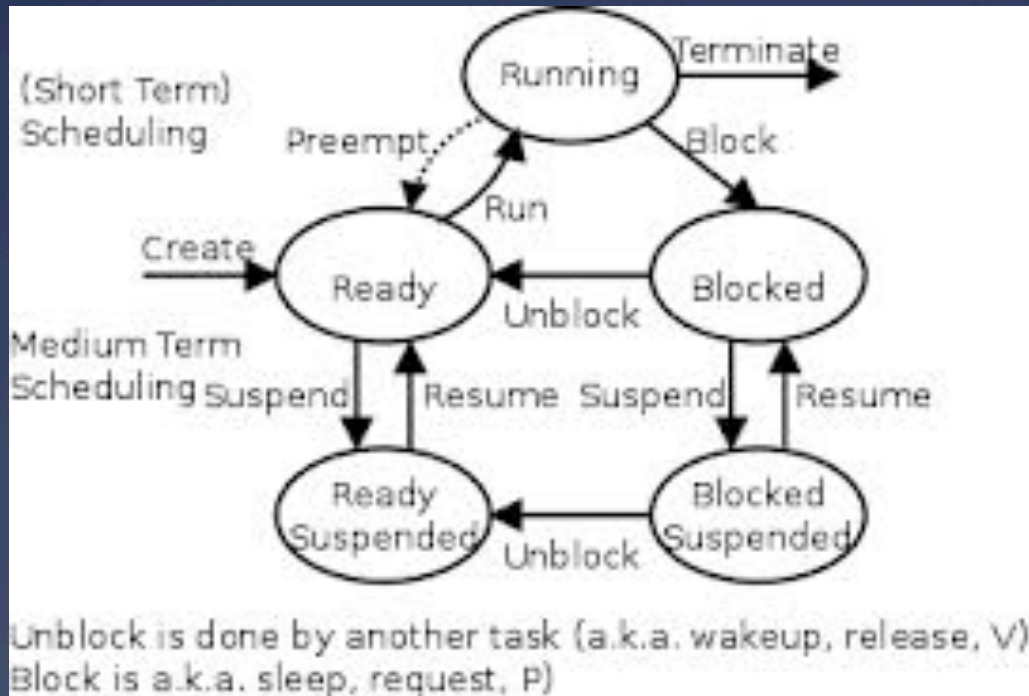 Running
Terminate
(Short Term)
Scheduling
Preempt
Block
Run
Create
Ready
Blocked
Unblock
Medium Term
Scheduling
Suspend
Resume
Suspend
Resume
Ready
Suspended
Blocked
Suspended
Unblock
Unblock is done by another task (a.k.a. wakeup, release, V)
Block is a.k.a. sleep, request, P)